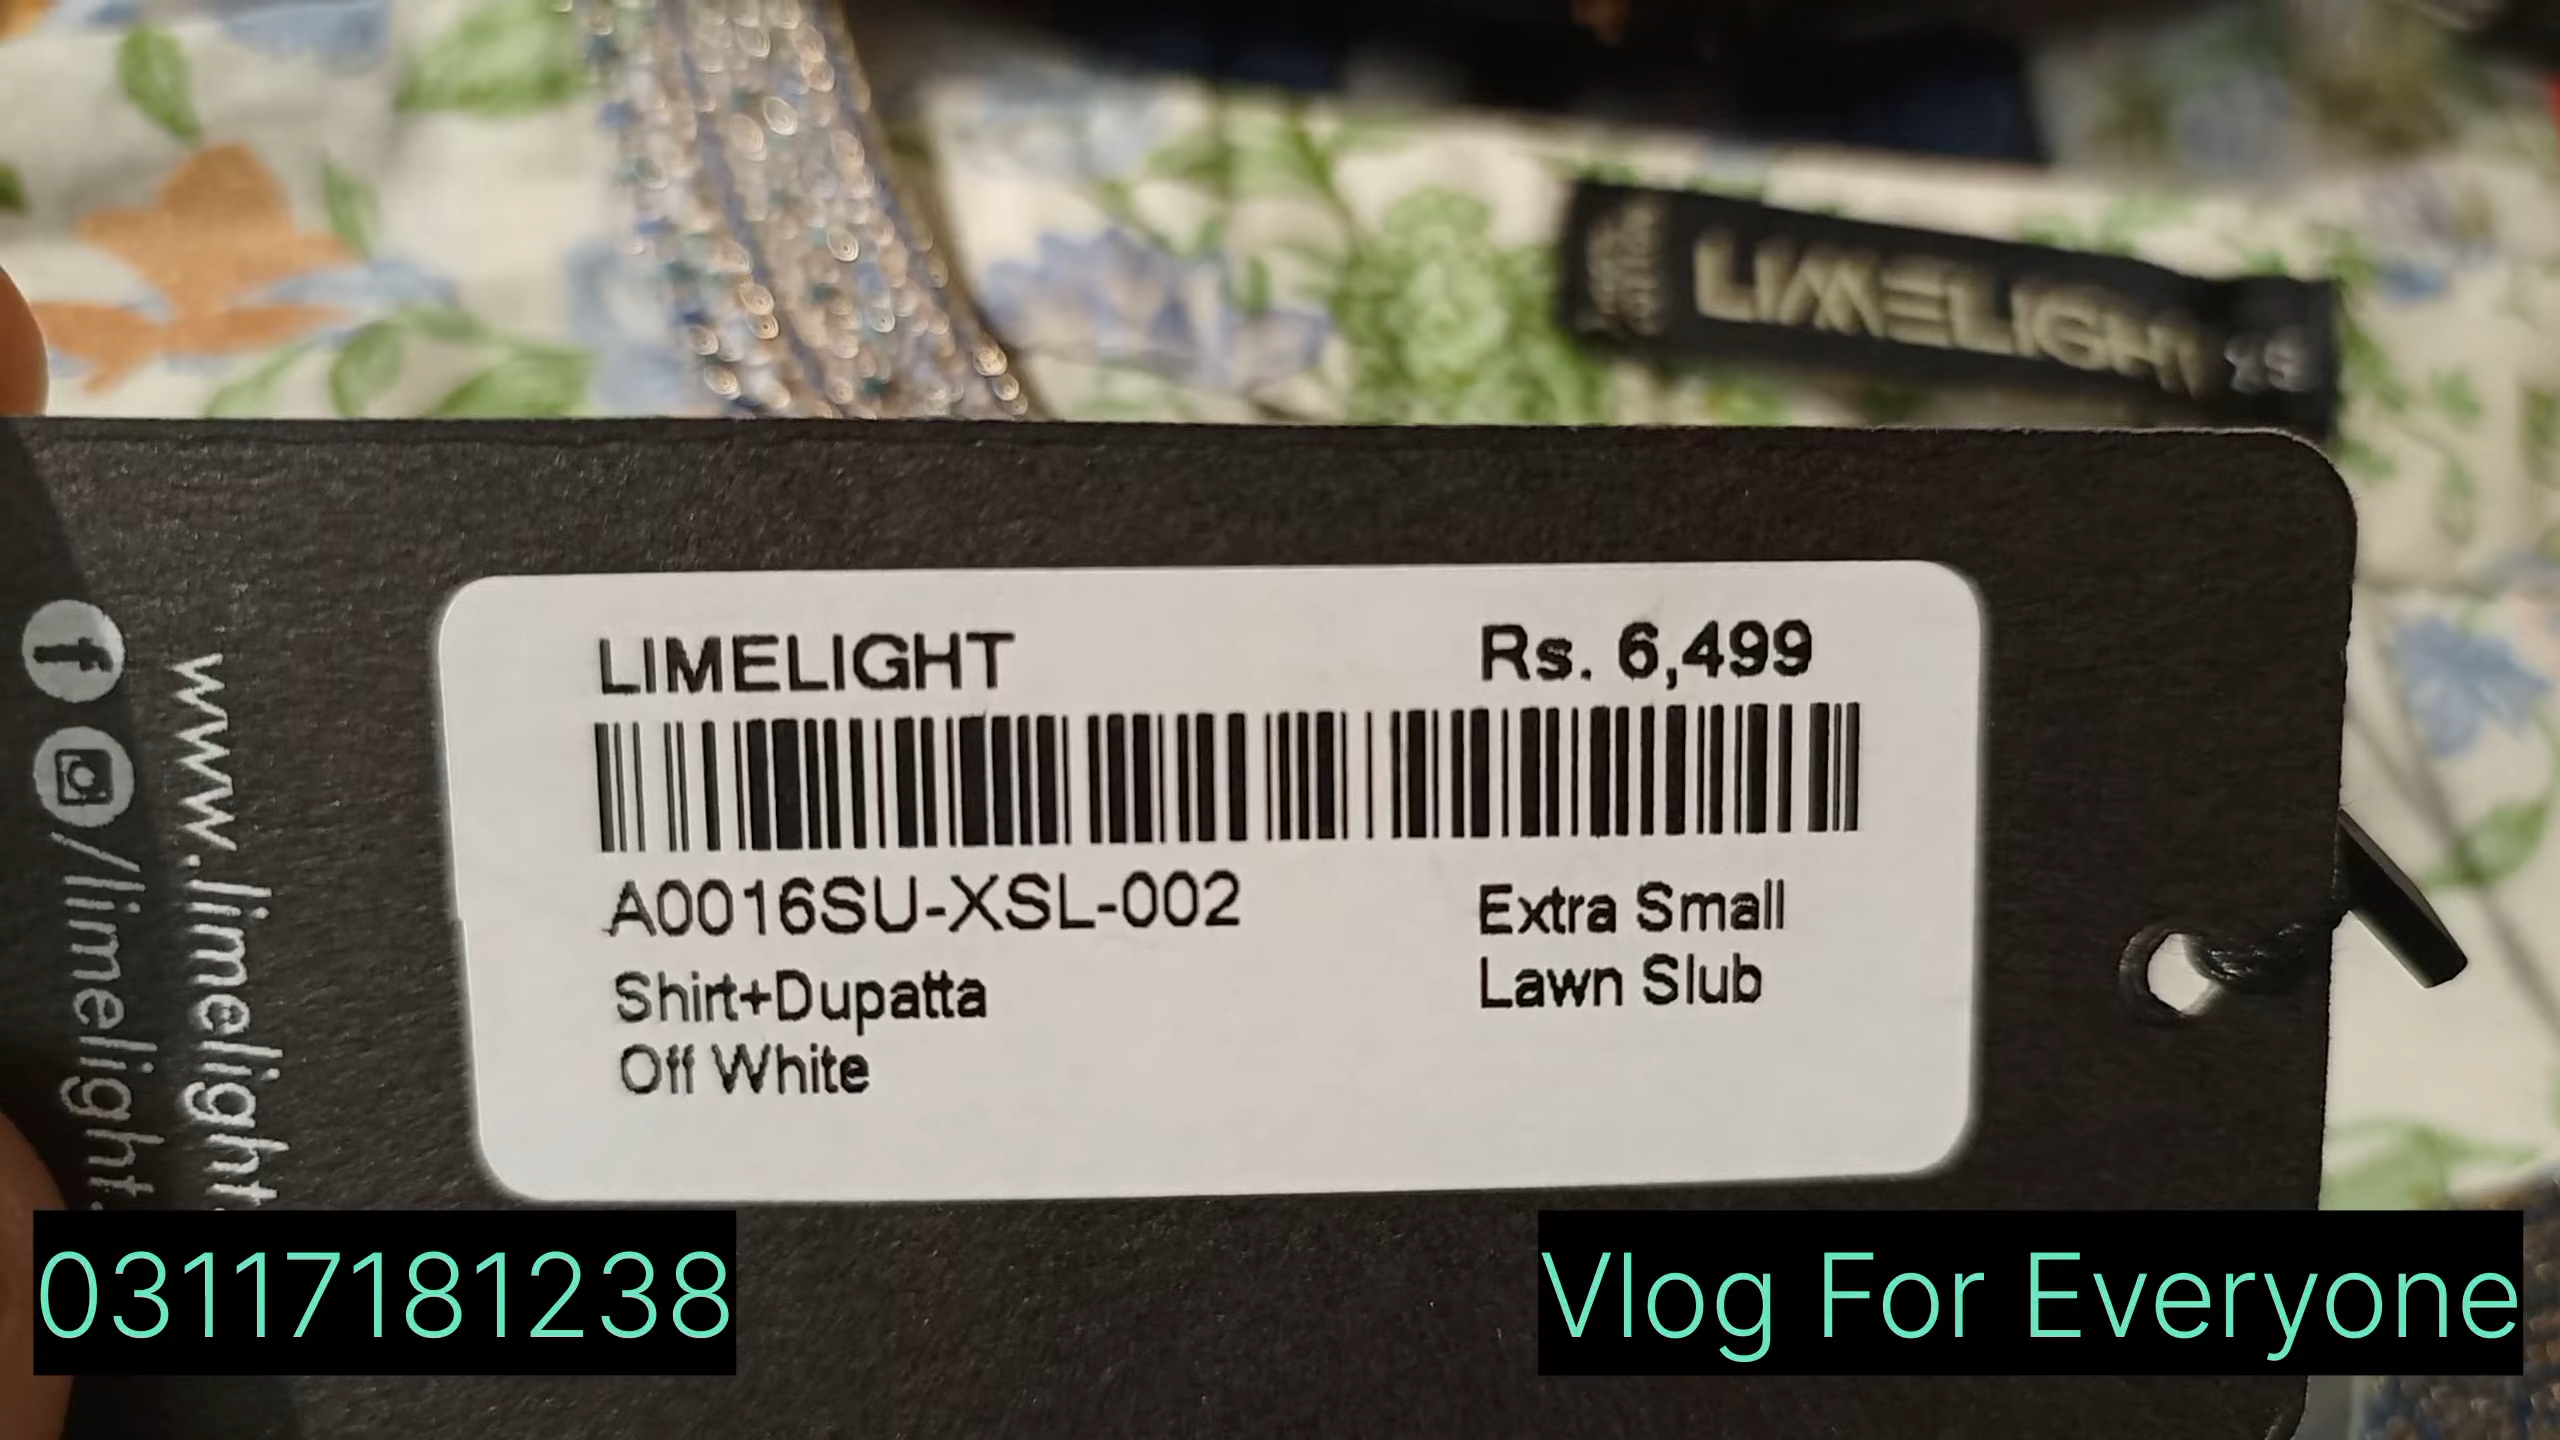 LIMELIGHT XS
LIMELIGHT Rs. 6,499
A0016SU-XSL-002 Extra Small
Shirt+Dupatta Lawn Slub
Off White
www.limelight
/limelight.
03117181238
Vlog For Everyone